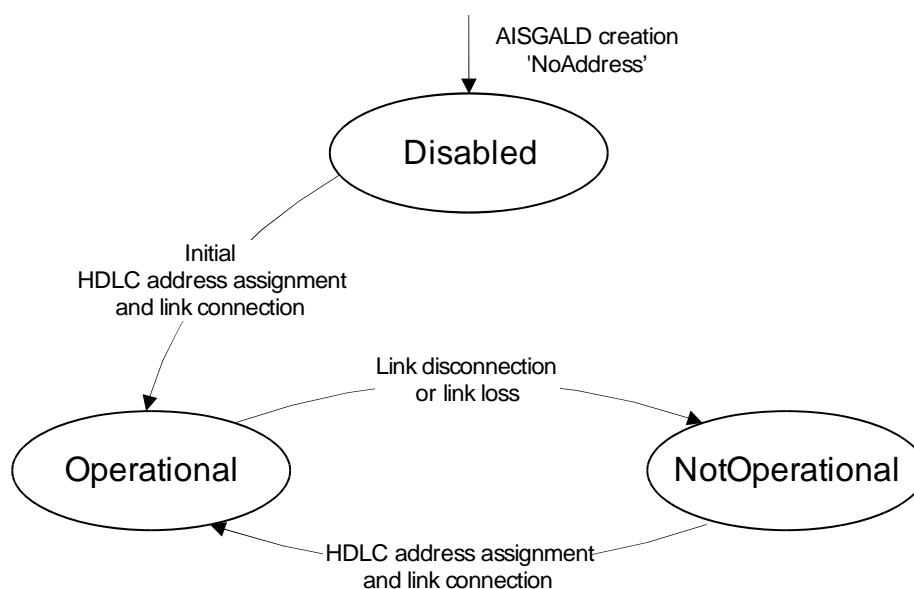 AISGALD creation
'NoAddress’
Disabled
Initial
HDLC address assignment
and link connection
Link disconnection
or link loss
Operational
NotOperational
HDLC address assignment
and link connection